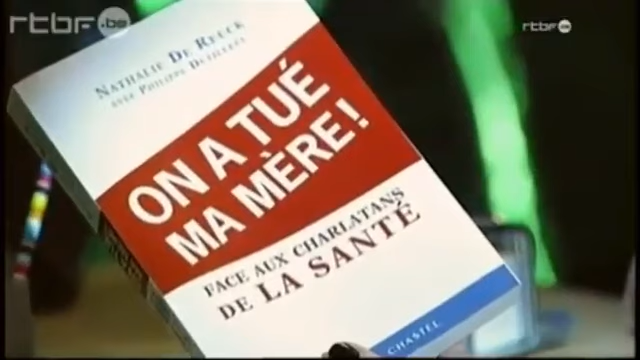 rtbf.be
rtbf.be
NATHALIE DE REUCK
AVEC PHILIPPE DUTILLEUL
ON A TUÉ
MA MÈRE!
FACE AUX CHARLATANS
DE LA SANTÉ
CHASTEL